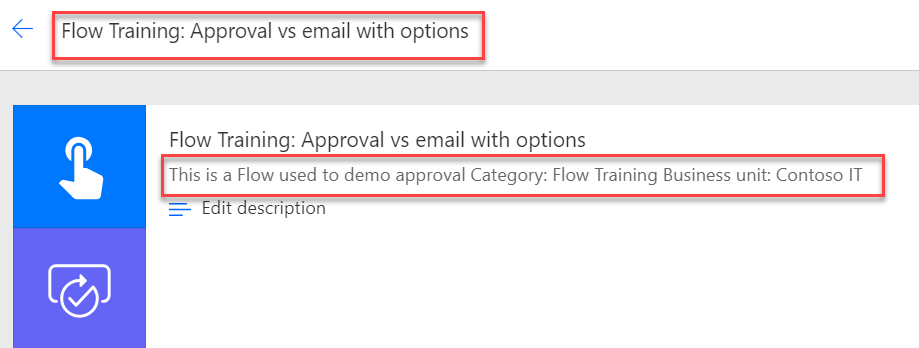 Flow Training: Approval vs email with options
Flow Training: Approval vs email with options
This is a Flow used to demo approval Category: Flow Training Business unit: Contoso IT
Edit description